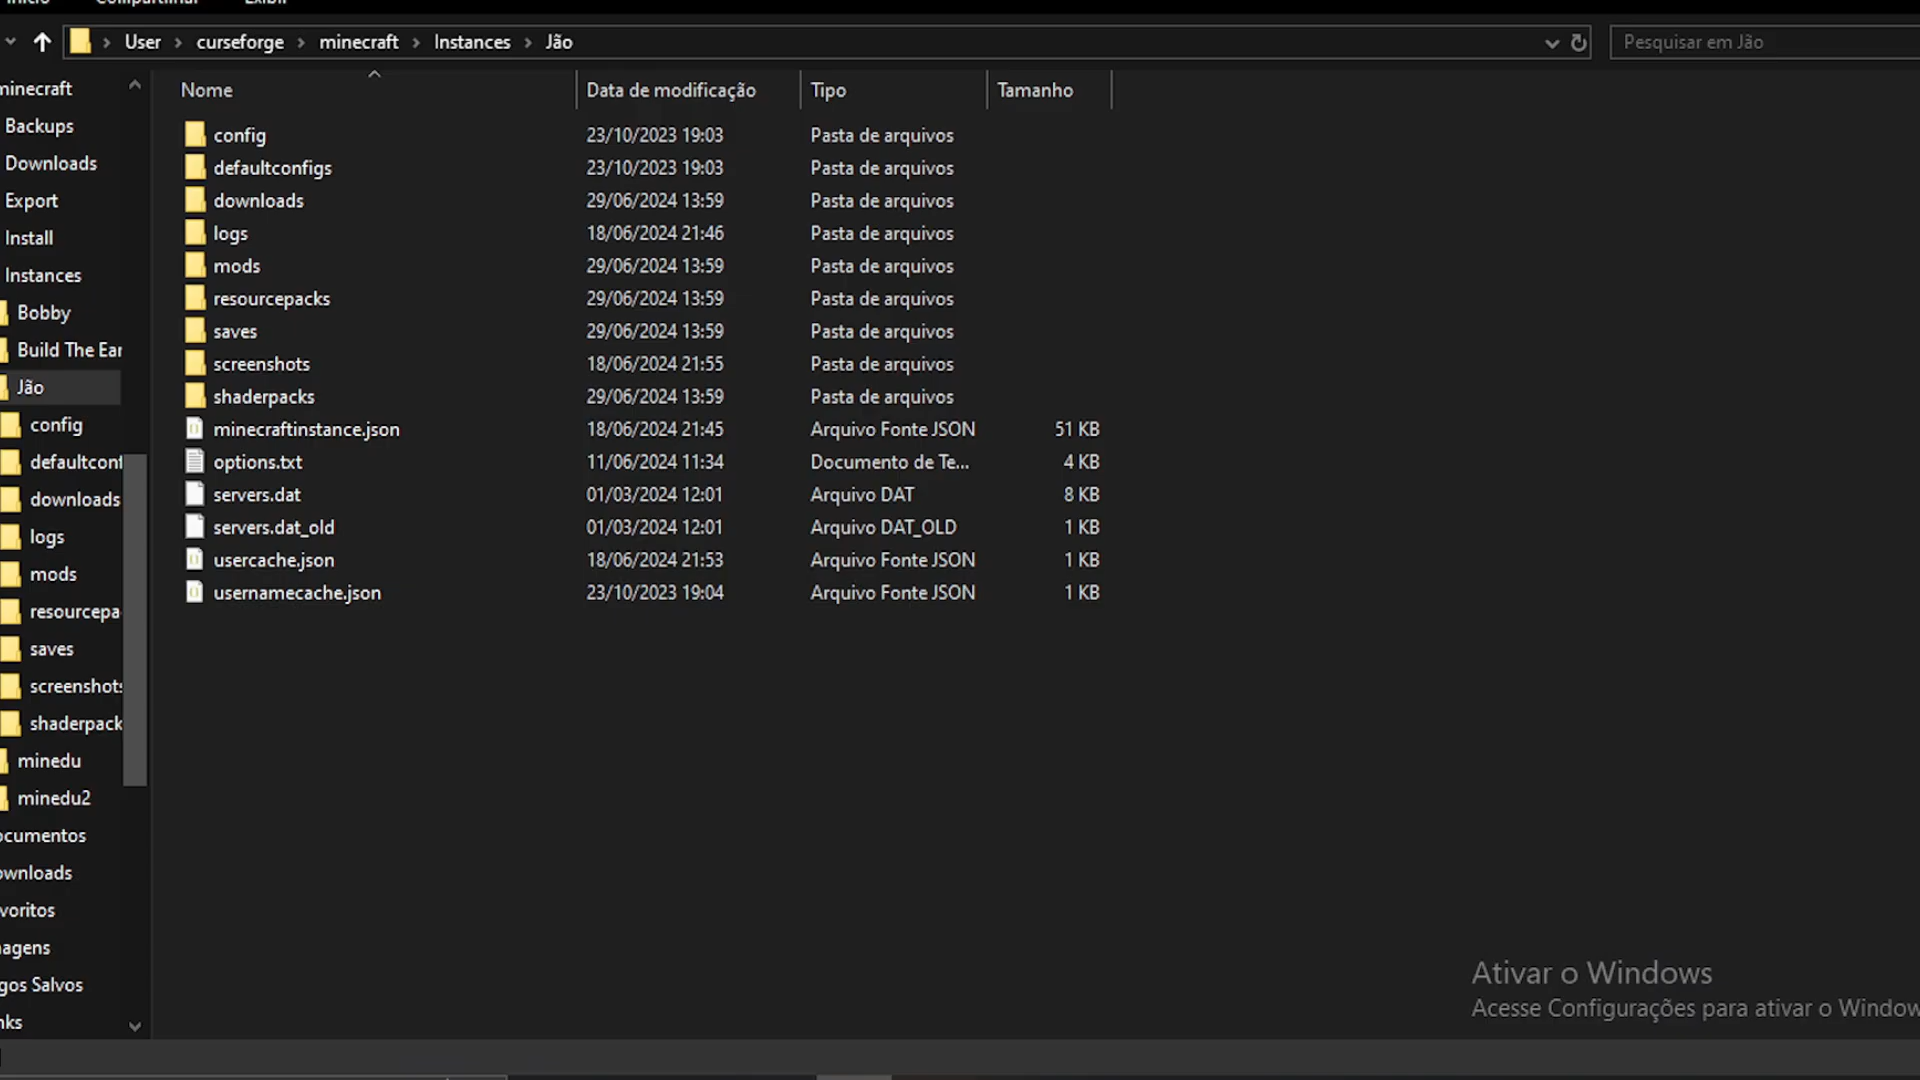 Início Compartilhar Exibir
User > curseforge > minecraft > Instances > Jão
Pesquisar em Jão
minecraft
Backups
Downloads
Export
Install
Instances
Bobby
Build The Ear
Jão
config
defaultconf
downloads
logs
mods
resourcepa
saves
screenshots
shaderpack
minedu
minedu2
ocumentos
ownloads
voritos
nagens
gos Salvos
nks
Nome Data de modificação Tipo Tamanho
config 23/10/2023 19:03 Pasta de arquivos
defaultconfigs 23/10/2023 19:03 Pasta de arquivos
downloads 29/06/2024 13:59 Pasta de arquivos
logs 18/06/2024 21:46 Pasta de arquivos
mods 29/06/2024 13:59 Pasta de arquivos
resourcepacks 29/06/2024 13:59 Pasta de arquivos
saves 29/06/2024 13:59 Pasta de arquivos
screenshots 18/06/2024 21:55 Pasta de arquivos
shaderpacks 29/06/2024 13:59 Pasta de arquivos
minecraftinstance.json 18/06/2024 21:45 Arquivo Fonte JSON 51 KB
options.txt 11/06/2024 11:34 Documento de Te... 4 KB
servers.dat 01/03/2024 12:01 Arquivo DAT 8 KB
servers.dat_old 01/03/2024 12:01 Arquivo DAT_OLD 1 KB
usercache.json 18/06/2024 21:53 Arquivo Fonte JSON 1 KB
usernamecache.json 23/10/2023 19:04 Arquivo Fonte JSON 1 KB
Ativar o Windows
Acesse Configurações para ativar o Window